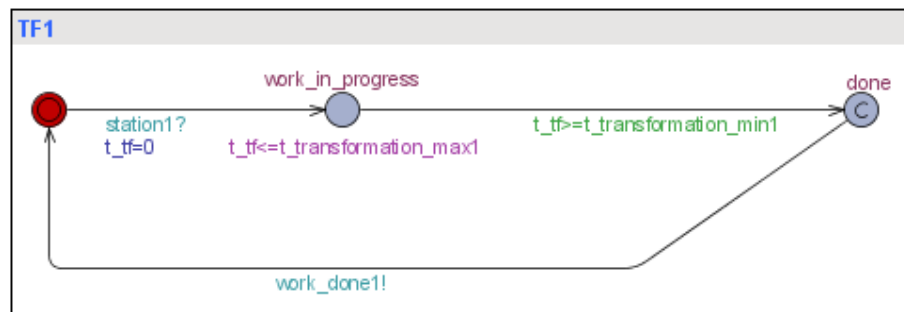 TF1
work_in_progress
done
station1?
t_tf=0
t_tf<=t_transformation_max1
t_tf>=t_transformation_min1
C
work_done1!